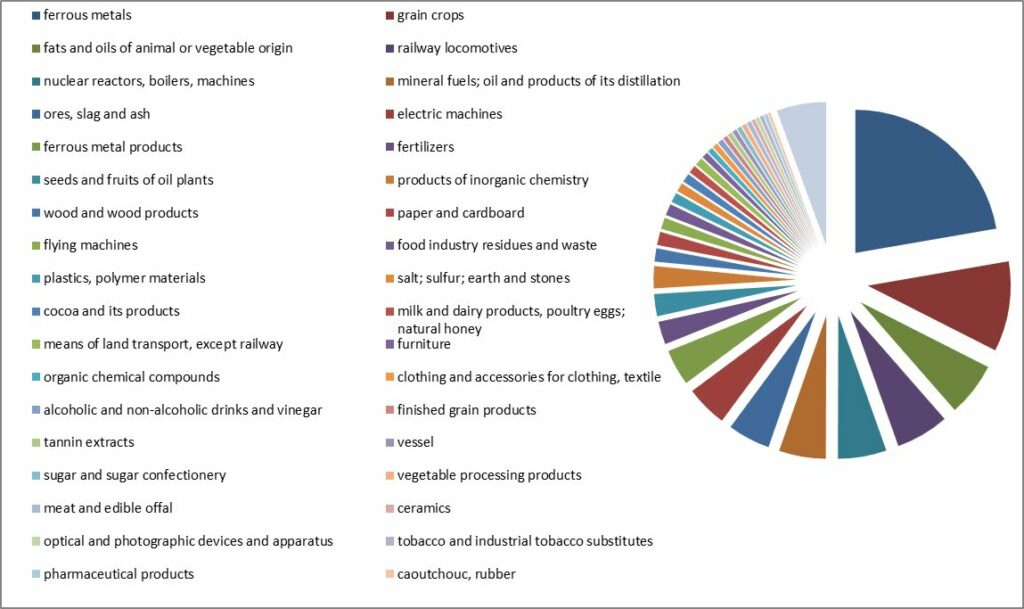 ferrous metals
grain crops
fats and oils of animal or vegetable origin
railway locomotives
nuclear reactors, boilers, machines
mineral fuels; oil and products of its distillation
ores, slag and ash
electric machines
ferrous metal products
fertilizers
seeds and fruits of oil plants
products of inorganic chemistry
wood and wood products
paper and cardboard
flying machines
food industry residues and waste
plastics, polymer materials
salt; sulfur; earth and stones
cocoa and its products
milk and dairy products, poultry eggs;
natural honey
means of land transport, except railway
furniture
organic chemical compounds
clothing and accessories for clothing, textile
alcoholic and non-alcoholic drinks and vinegar
finished grain products
tannin extracts
vessel
sugar and sugar confectionery
vegetable processing products
meat and edible offal
ceramics
optical and photographic devices and apparatus
tobacco and industrial tobacco substitutes
pharmaceutical products
caoutchouc, rubber